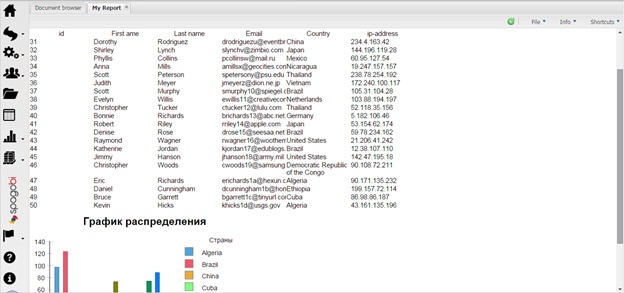 Document browser My Report
File Info Shortcuts
id First ame Last name Email Country ip-address
31 Dorothy Rodriguez drodriguezu@eventbr China 234.4.163.42
32 Shirley Lynch slynchv@zimbio.com Japan 144.196.119.28
33 Phyllis Collins pcollinsw@mail.ru Mexico 60.95.127.54
34 Anna Mills amillsx@geocities.con Nicaragua 19.247.157.157
35 Scott Peterson spetersony@psu.edu Thailand 238.78.254.192
36 Judith Meyer jmeyerz@dion.ne.jp Vietnam 172.240.100.117
37 Scott Murphy smurphy10@spiegel.c Brazil 105.31.104.28
38 Evelyn Willis ewillis11@creativecor Netherlands 103.88.194.197
39 Christopher Tucker ctucker12@lulu.com Thailand 52.118.35.156
40 Bonnie Richards brichards13@abc.net. Germany 5.182.106.46
41 Robert Riley rriley14@apple.com Japan 53.154.62.174
42 Denise Rose drose15@seesaa.net Brazil 59.78.234.162
43 Raymond Wagner rwagner16@woother United States 21.206.41.242
44 Katherine Jordan kjordan17@edublogs. Brazil 12.38.107.110
45 Jimmy Hanson jhanson18@army.mil United States 142.47.195.18
46 Christopher Woods cwoods19@samsung Democratic Republic 90.108.72.211
of the Congo
47 Eric Richards erichards1a@hexun.c Algeria 90.171.235.232
48 Daniel Cunningham dcunningham1b@hon Ethiopia 199.157.72.114
49 Bruce Garrett bgarrett1c@tinyurl.cor Cuba 86.98.86.187
50 Kevin Hicks khicks1d@usgs.gov Algeria 43.161.135.196
График распределения
Страны
140
120
100
80
60
Algeria
Brazil
China
Cuba
spogobi